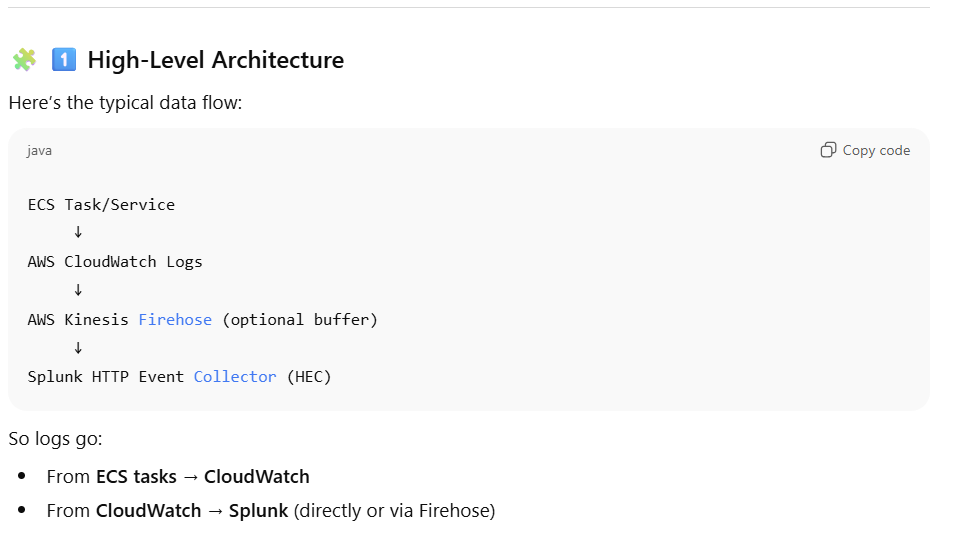 🧩 1️⃣ High-Level Architecture
Here's the typical data flow:
java
Copy code
ECS Task/Service
↓
AWS CloudWatch Logs
↓
AWS Kinesis Firehose (optional buffer)
↓
Splunk HTTP Event Collector (HEC)
So logs go:
• From ECS tasks → CloudWatch
• From CloudWatch → Splunk (directly or via Firehose)